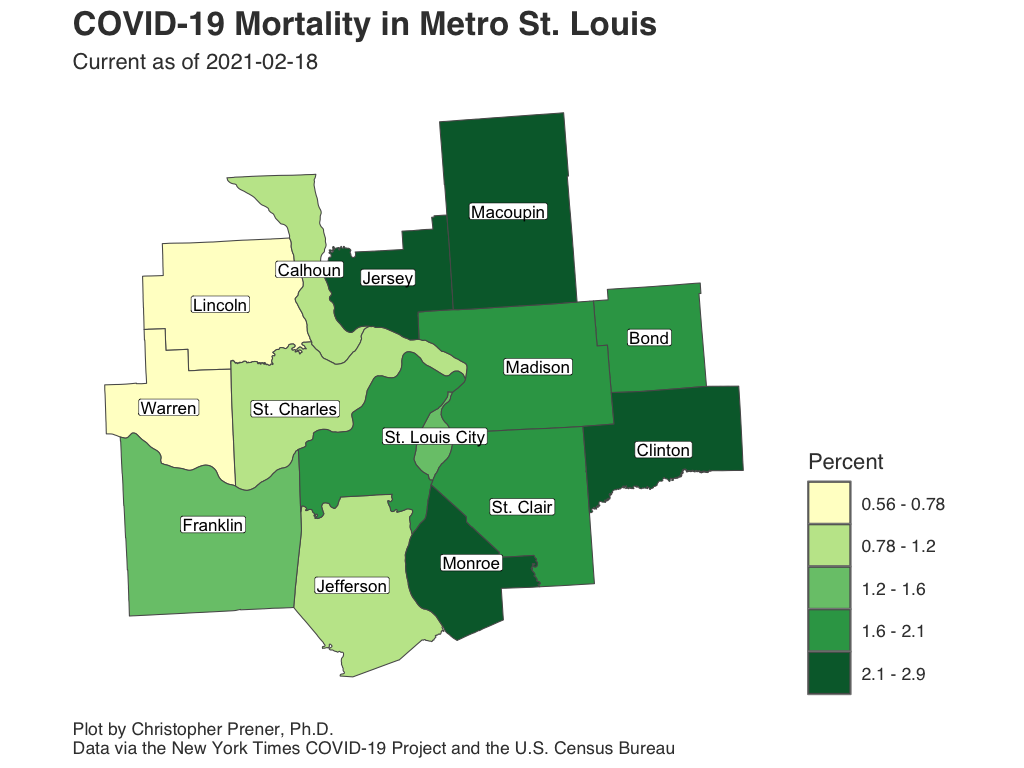 COVID-19 Mortality in Metro St. Louis
Current as of 2021-02-18
Macoupin
Calhoun
Jersey
Lincoln
Bond
Madison
Warren
St. Charles
St. Louis City
Clinton
St. Clair
Franklin
Monroe
Jefferson
Percent
0.56 - 0.78
0.78 - 1.2
1.2 - 1.6
1.6 - 2.1
2.1 - 2.9
Plot by Christopher Prener, Ph.D.
Data via the New York Times COVID-19 Project and the U.S. Census Bureau